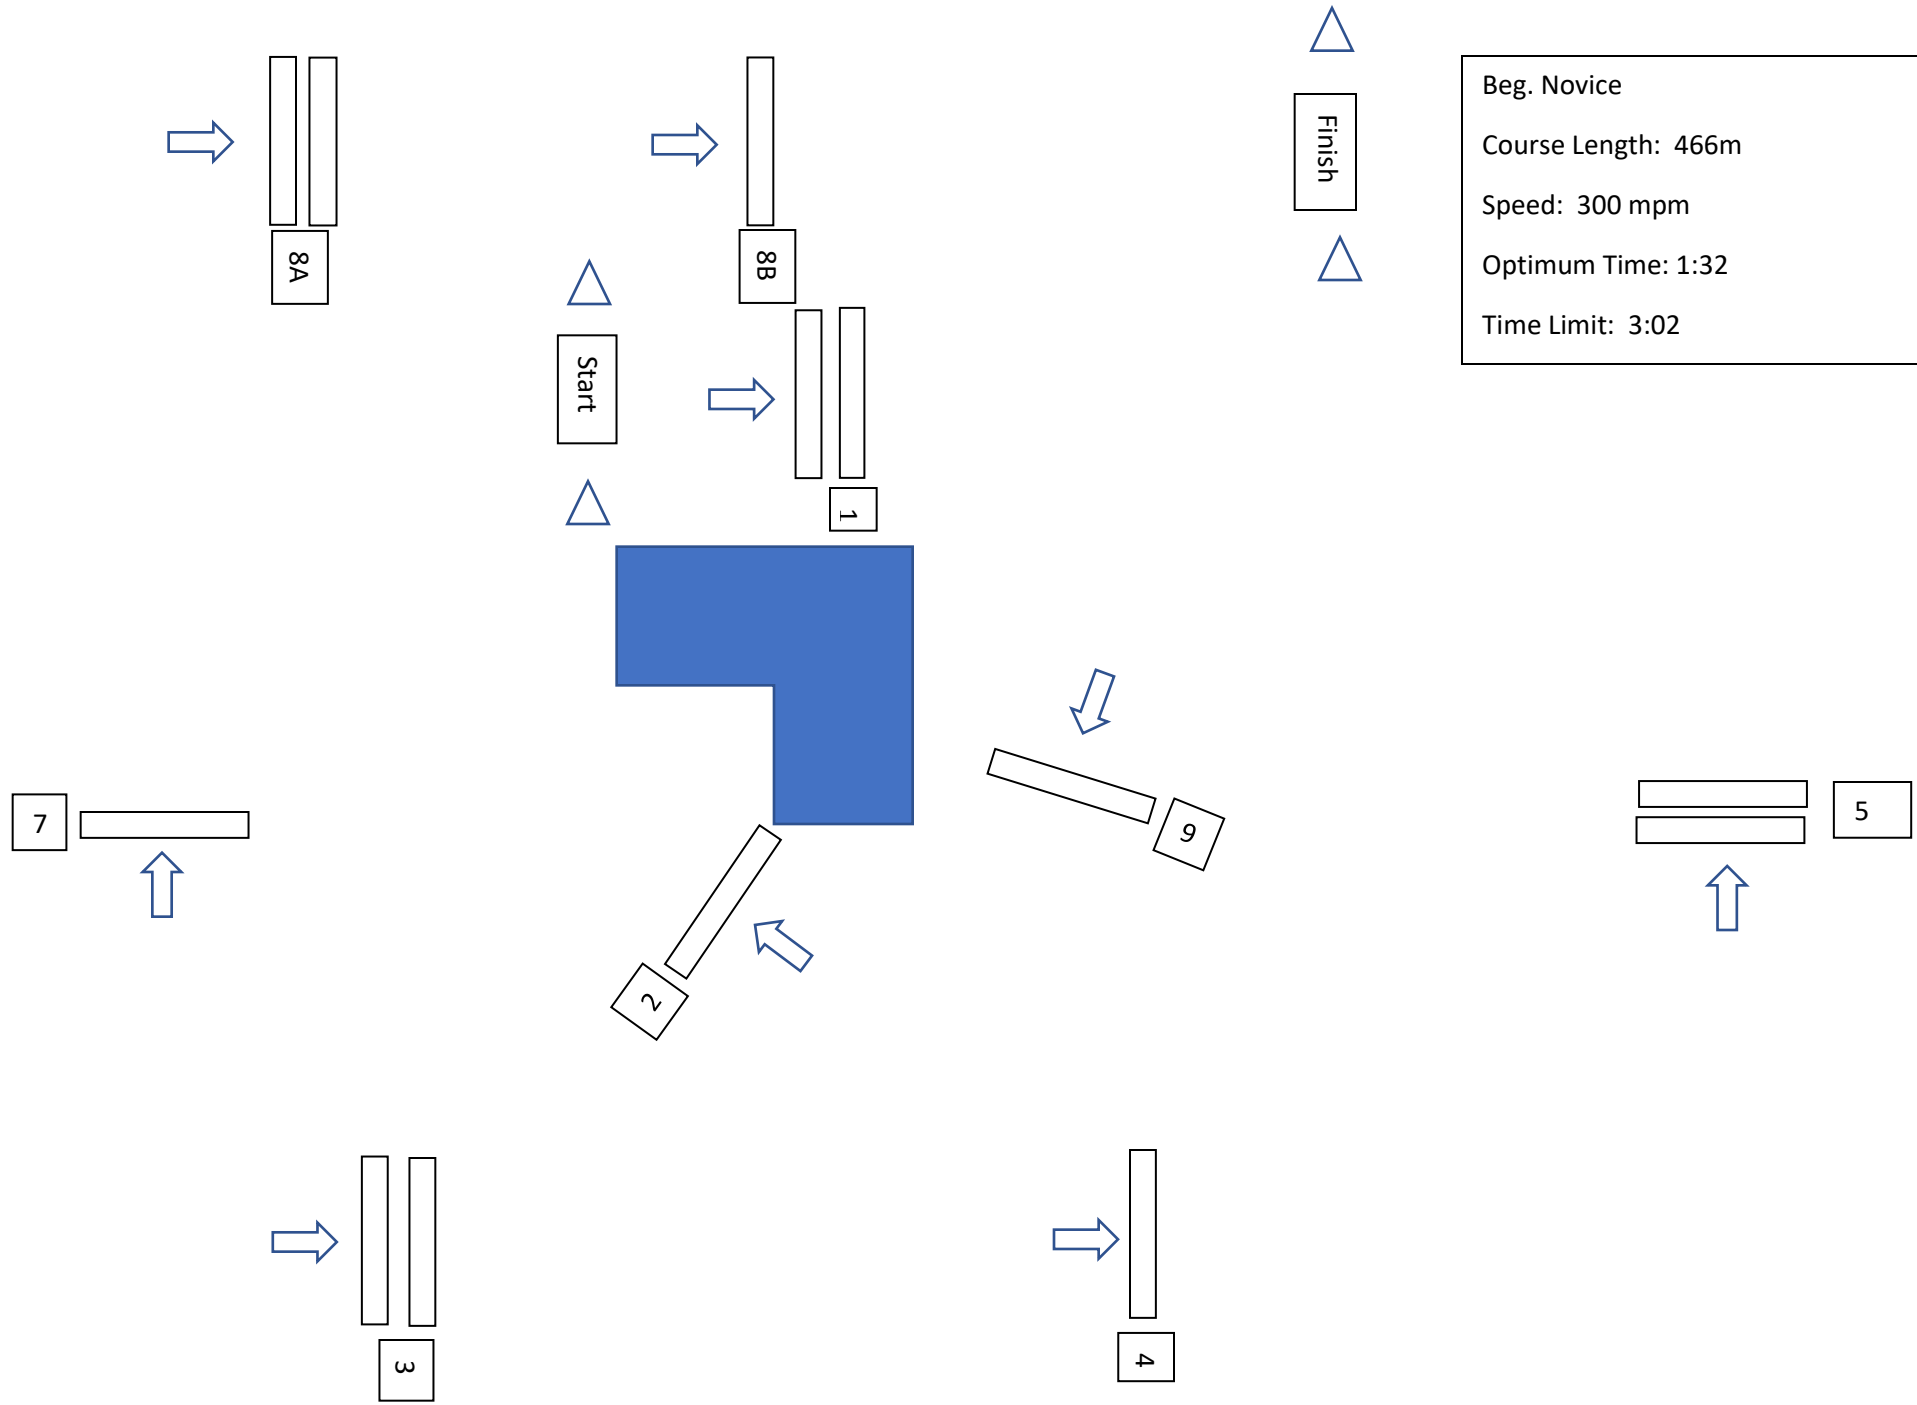 Finish
Beg. Novice
Course Length: 466m
Speed: 300 mpm
Optimum Time: 1:32
Time Limit: 3:02
8A
8B
Start
1
7
6
5
2
3
4